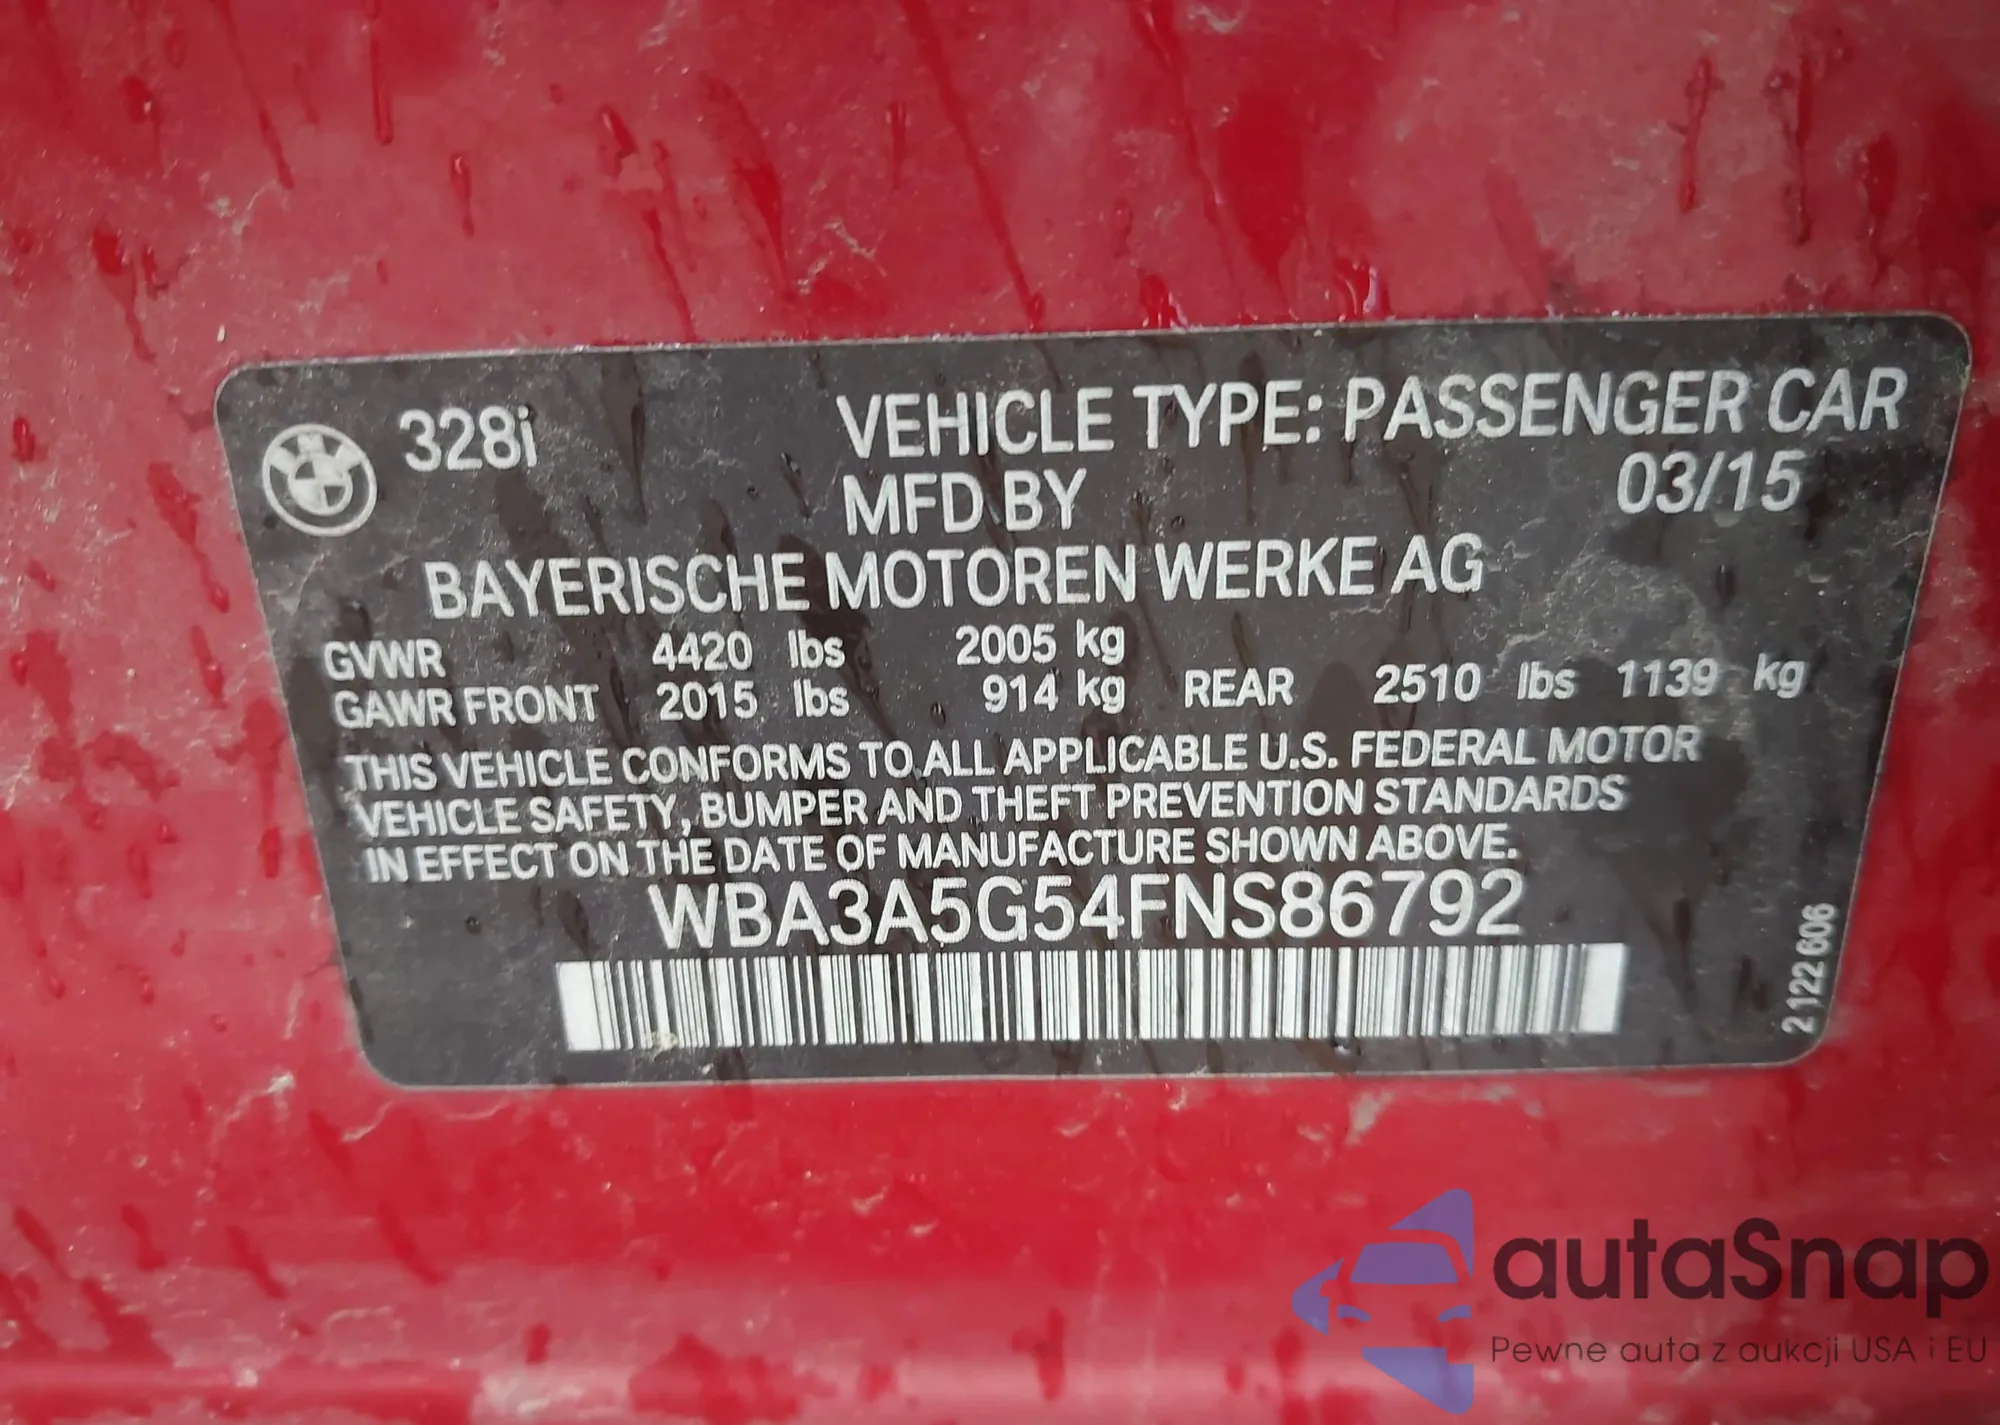 328i
VEHICLE TYPE: PASSENGER CAR
MFD BY
03/15
BAYERISCHE MOTOREN WERKE AG
GVWR 4420 lbs 2005 kg
GAWR FRONT 2015 lbs 914 kg REAR 2510 lbs 1139 kg
THIS VEHICLE CONFORMS TO ALL APPLICABLE U.S. FEDERAL MOTOR
VEHICLE SAFETY, BUMPER AND THEFT PREVENTION STANDARDS
IN EFFECT ON THE DATE OF MANUFACTURE SHOWN ABOVE.
WBA3A5G54FNS86792
2 122 606
autaSnap
Pewne auta z aukcji USA i EU